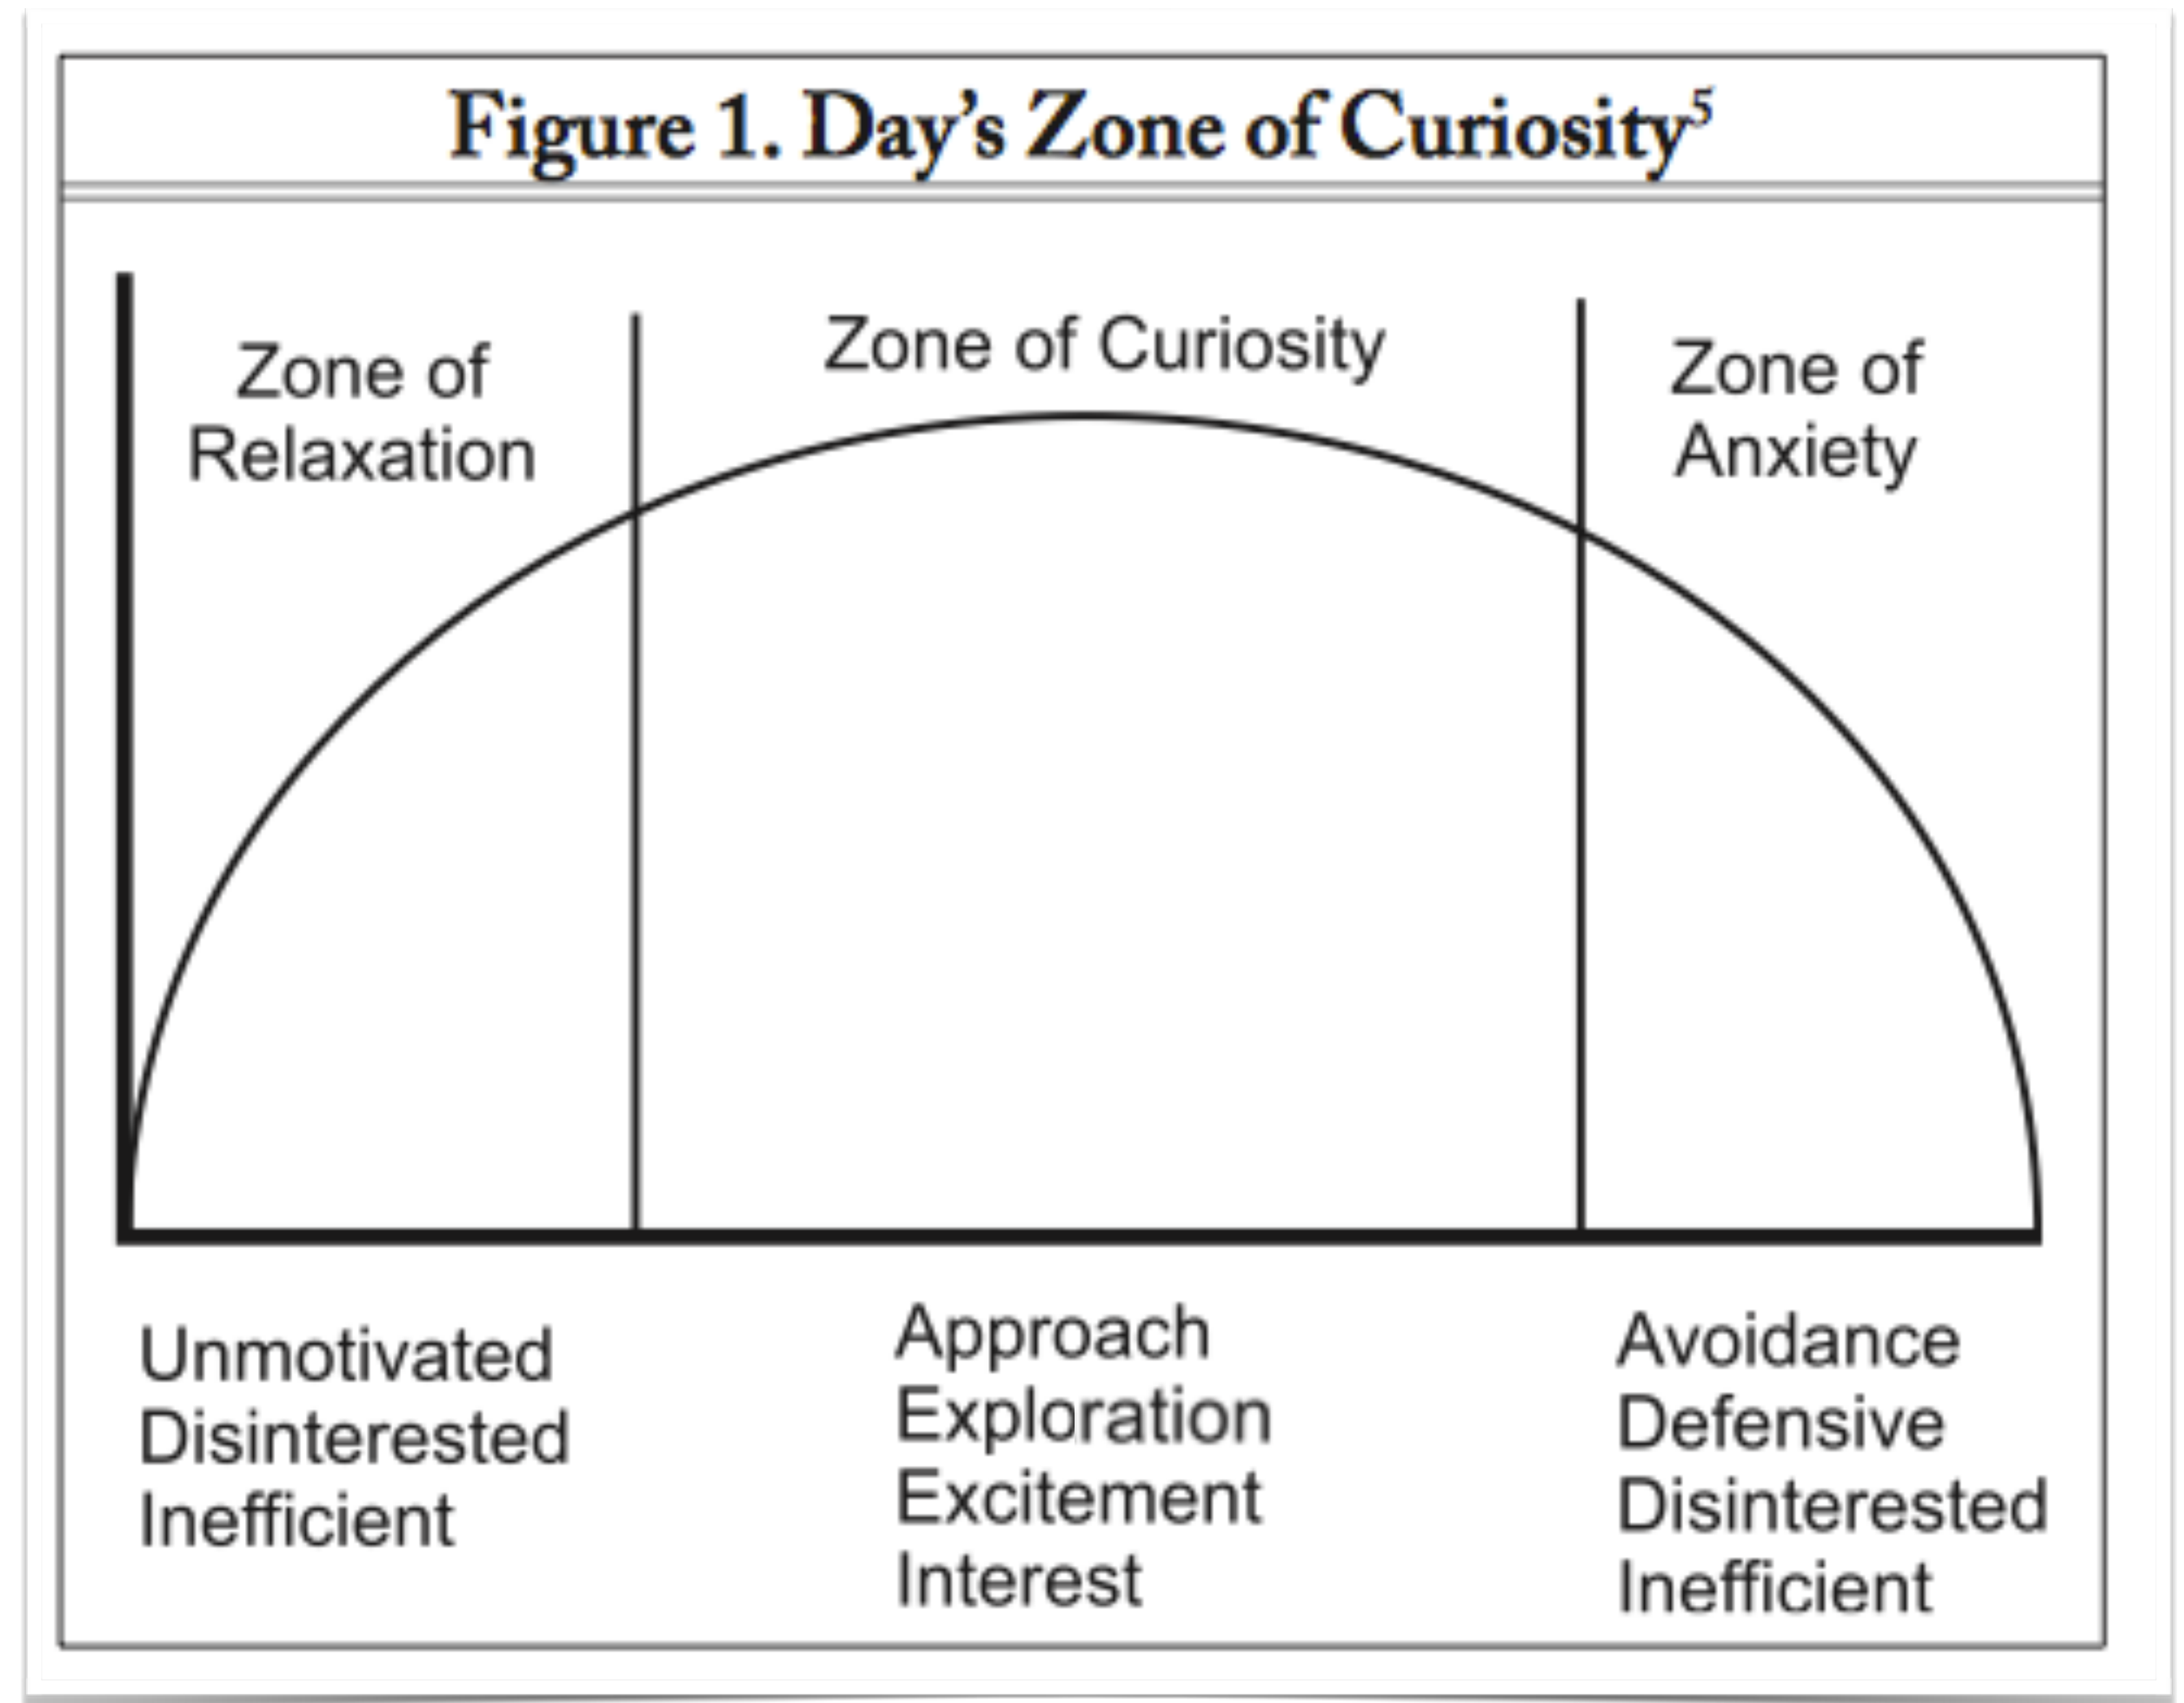 Figure 1. Day's Zone of Curiosity⁵
Zone of
Relaxation
Zone of Curiosity
Zone of
Anxiety
Unmotivated
Disinterested
Inefficient
Approach
Exploration
Excitement
Interest
Avoidance
Defensive
Disinterested
Inefficient